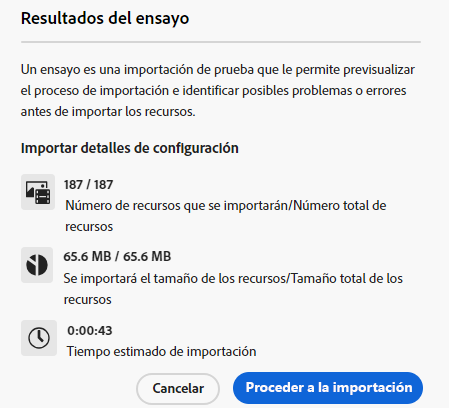 Resultados del ensayo
Un ensayo es una importación de prueba que le permite previsualizar
el proceso de importación e identificar posibles problemas o errores
antes de importar los recursos.
Importar detalles de configuración
187 / 187
Número de recursos que se importarán/Número total de
recursos
65.6 MB / 65.6 MB
Se importará el tamaño de los recursos/Tamaño total de los
recursos
0:00:43
Tiempo estimado de importación
Cancelar
Proceder a la importación